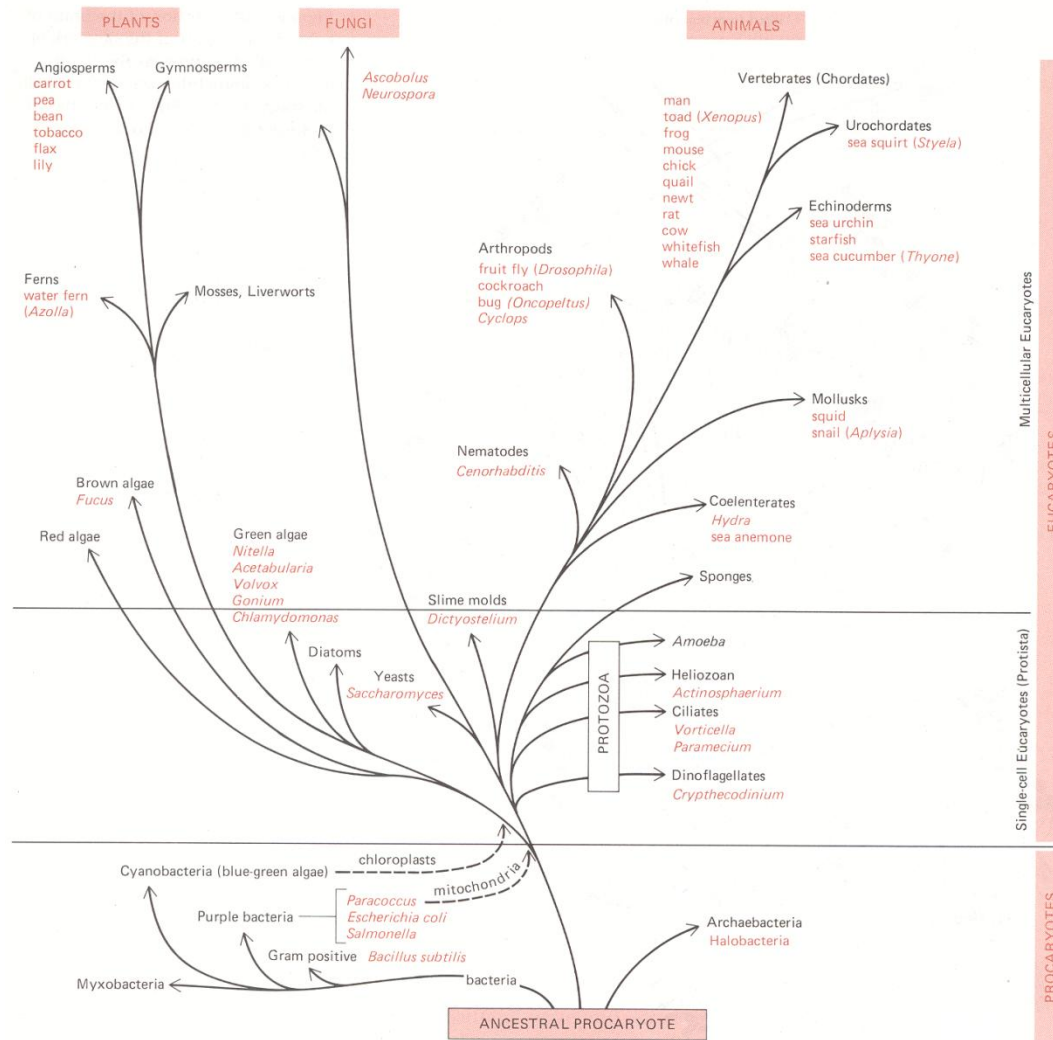 PLANTS
FUNGI
ANIMALS
Angiosperms
carrot
pea
bean
tobacco
flax
lily
Gymnosperms
Ascobolus
Neurospora
Vertebrates (Chordates)
man
toad (Xenopus)
frog
mouse
chick
quail
newt
rat
cow
whitefish
whale
Urochordates
sea squirt (Styela)
Echinoderms
sea urchin
starfish
sea cucumber (Thyone)
Arthropods
fruit fly (Drosophila)
cockroach
bug (Oncopeltus)
Cyclops
Ferns
water fern
(Azolla)
Mosses, Liverworts
Mollusks
squid
snail (Aplysia)
Nematodes
Cenorhabditis
Brown algae
Fucus
Red algae
Green algae
Nitella
Acetabularia
Volvox
Gonium
Chlamydomonas
Coelenterates
Hydra
sea anemone
Sponges
Slime molds
Dictyostelium
Diatoms
Yeasts
Saccharomyces
PROTOZOA
Amoeba
Heliozoan
Actinosphaerium
Ciliates
Vorticella
Paramecium
Dinoflagellates
Crypthecodinium
Multicellular Eucaryotes
Single-cell Eucaryotes (Protista)
EUCARYOTES
PROCARYOTES
Cyanobacteria (blue-green algae)
chloroplasts
mitochondria
Purple bacteria
Paracoccus
Escherichia coli
Salmonella
Gram positive Bacillus subtilis
Myxobacteria
bacteria
Archaebacteria
Halobacteria
ANCESTRAL PROCARYOTE